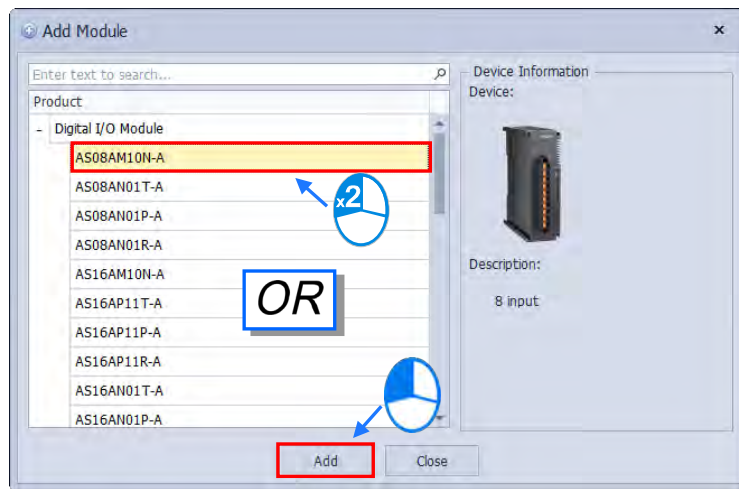 Add Module
Enter text to search...
Product
- Digital I/O Module
AS08AM10N-A
AS08AN01T-A
AS08AN01P-A
AS08AN01R-A
AS16AM10N-A
AS16AP11T-A
AS16AP11P-A
AS16AP11R-A
AS16AN01T-A
AS16AN01P-A
x2
OR
Device Information
Device:
Description:
8 input
Add Close